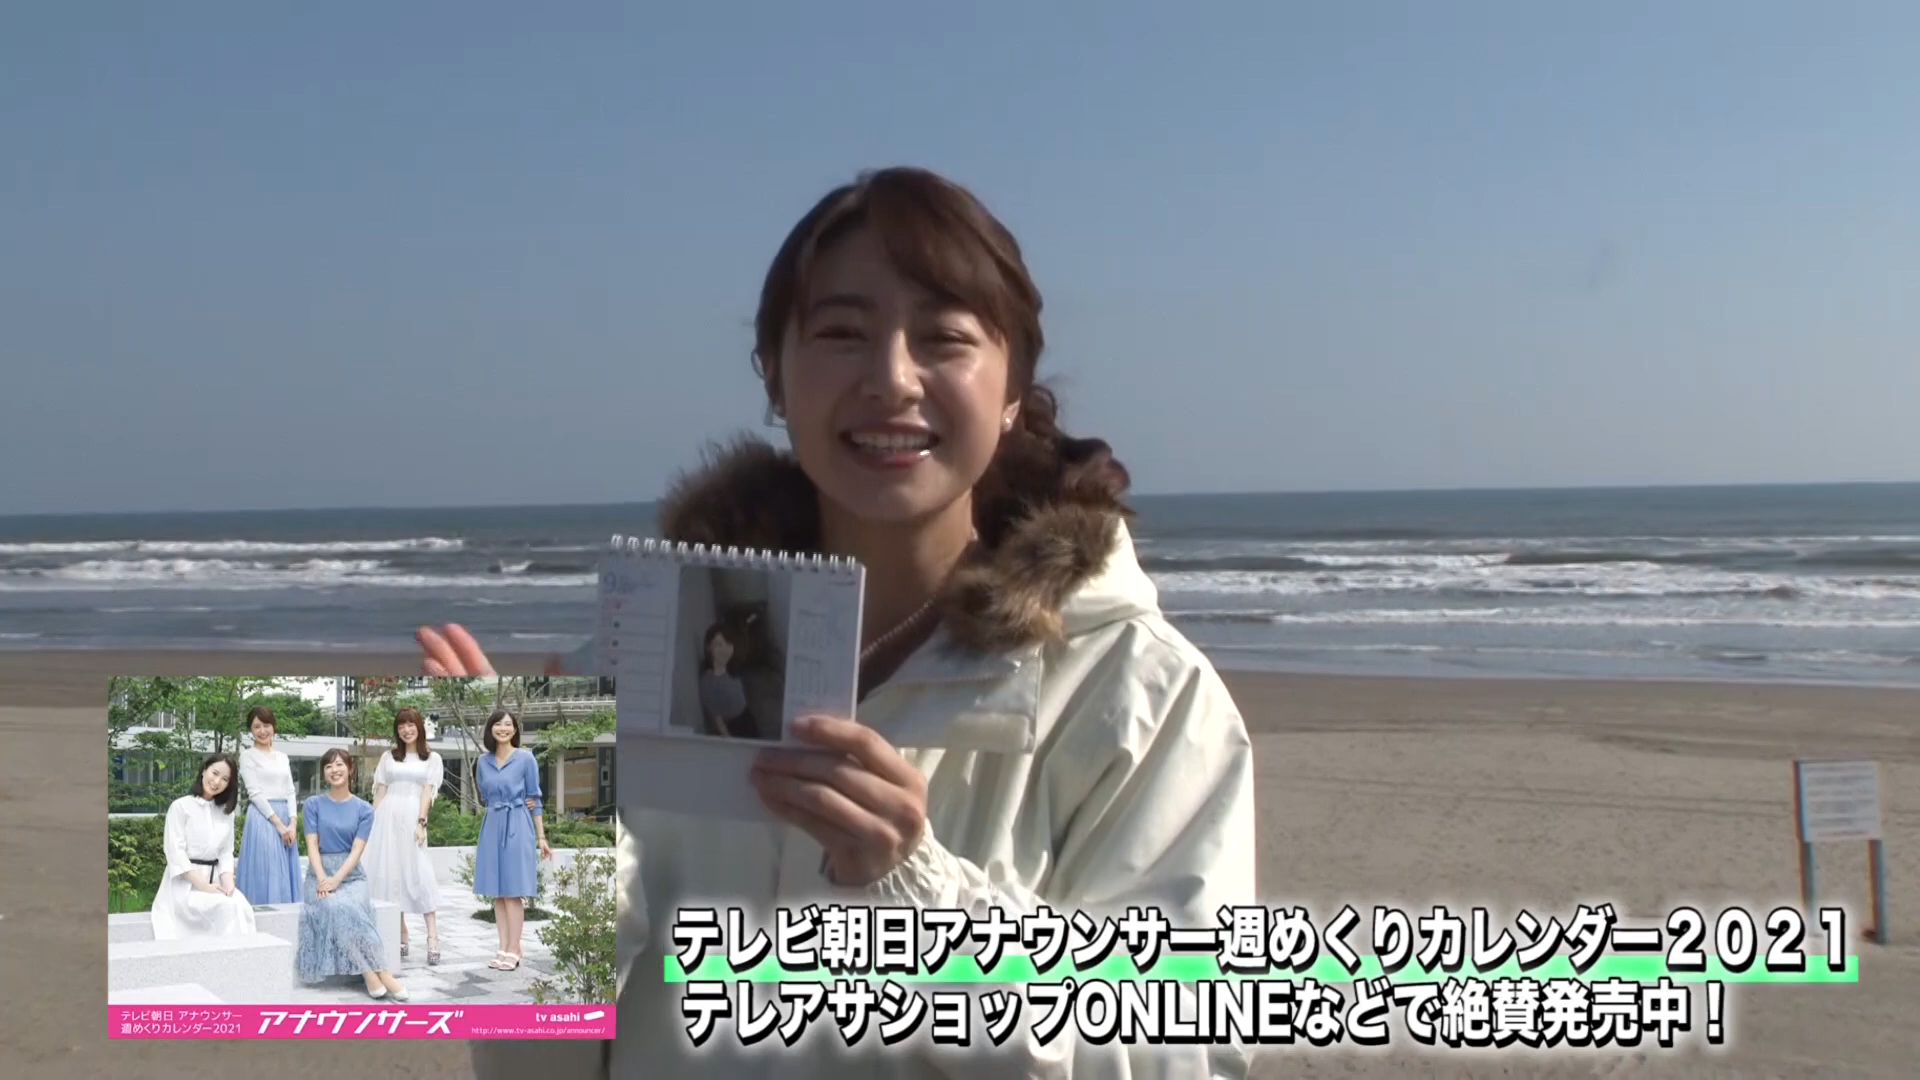 テレビ朝日アナウンサー週めくりカレンダー2021
テレアサショップONLINEなどで絶賛発売中！
テレビ朝日 アナウンサー
週めくりカレンダー2021
アナウンサーズ
tv asahi
http://www.tv-asahi.co.jp/announcer/
9